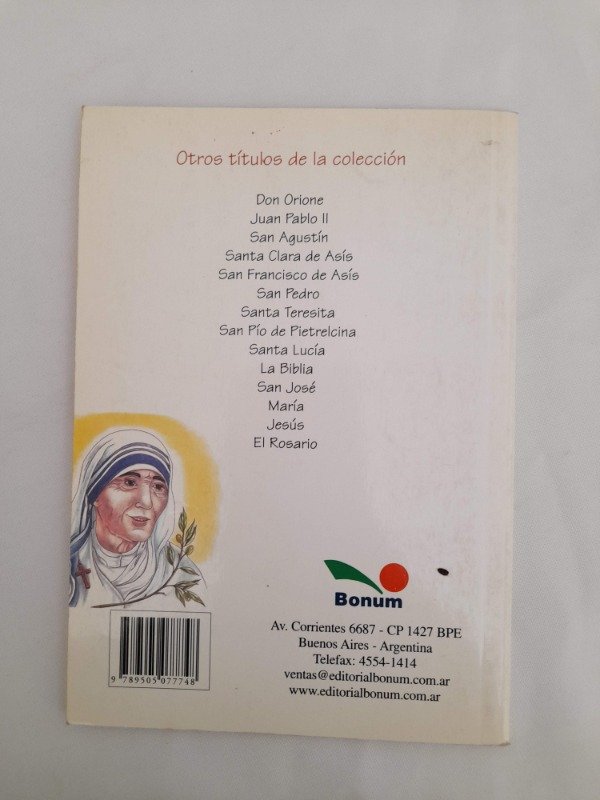 Otros títulos de la colección
Don Orione
Juan Pablo II
San Agustín
Santa Clara de Asís
San Francisco de Asís
San Pedro
Santa Teresita
San Pío de Pietrelcina
Santa Lucía
La Biblia
San José
María
Jesús
El Rosario
Bonum
Av. Corrientes 6687 - CP 1427 BPE
Buenos Aires - Argentina
Telefax: 4554-1414
ventas@editorialbonum.com.ar
www.editorialbonum.com.ar
9 789505 077748